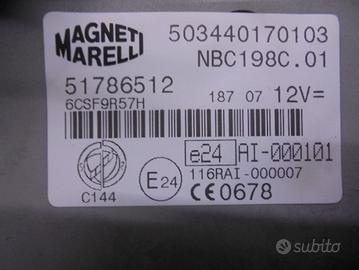 MAGNETI MARELLI
503440170103
NBC198C.01
51786512
6CSF9R57H
187 07 12V=
e24 AI-000101
116RAI-000007
C144
E24
CE0678
subito